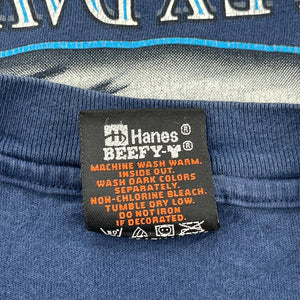 H Hanes®
BEEFY-T®
MACHINE WASH WARM.
INSIDE OUT.
WASH DARK COLORS
SEPARATELY.
NON-CHLORINE BLEACH.
TUMBLE DRY LOW.
DO NOT IRON
IF DECORATED.